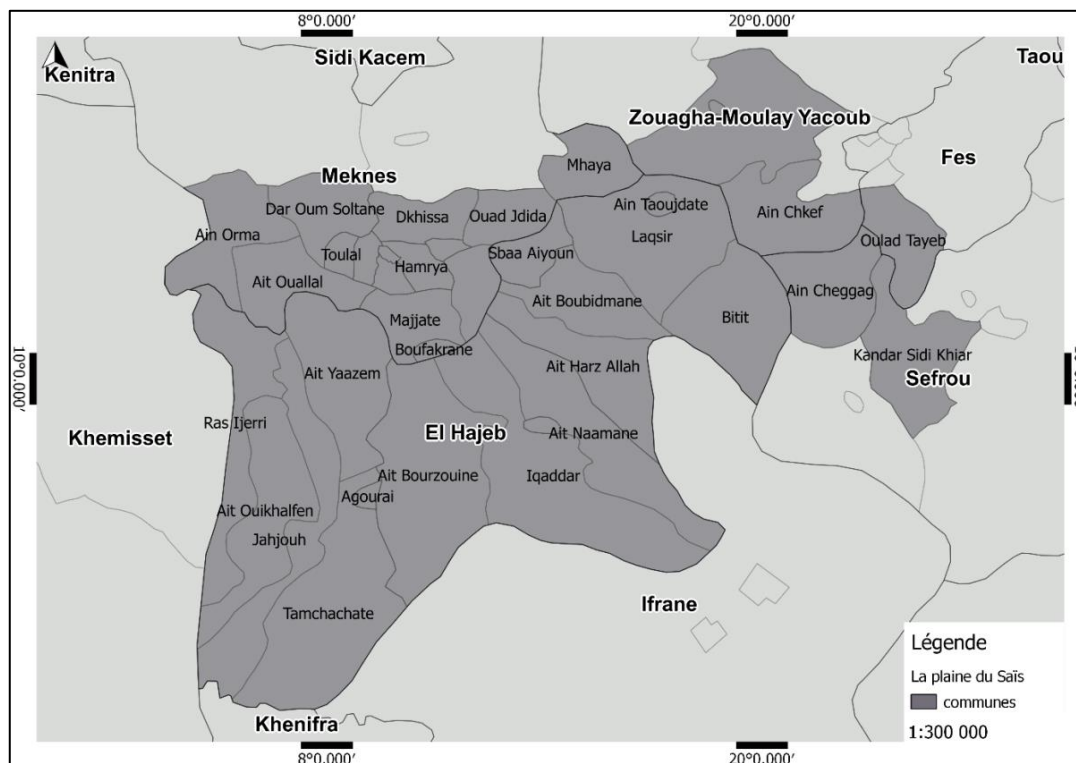 8°0.000′
20°0.000′
Kenitra
Sidi Kacem
Taou
Zouagha-Moulay Yacoub
Fes
Mhaya
Meknes
Dar Oum Soltane
Dkhissa
Ouad Jdida
Ain Taoujdate
Ain Chkef
Ain Orma
Toulal
Hamrya
Sbaa Aiyoun
Laqsir
Oulad Tayeb
Ait Ouallal
Ait Boubidmane
Ain Cheggag
Majjate
Bitit
Boufakrane
10°0.000′
Ait Yaazem
Ait Harz Allah
Kandar Sidi Khiar
Sefrou
Ras Ijerri
Khemisset
El Hajeb
Ait Naamane
Ait Bourzouine
Iqaddar
Agourai
Ait Ouikhalfen
Jahjouh
Tamchachate
Ifrane
Khenifra
Légende
La plaine du Saïs
communes
1:300 000
8°0.000′
20°0.000′